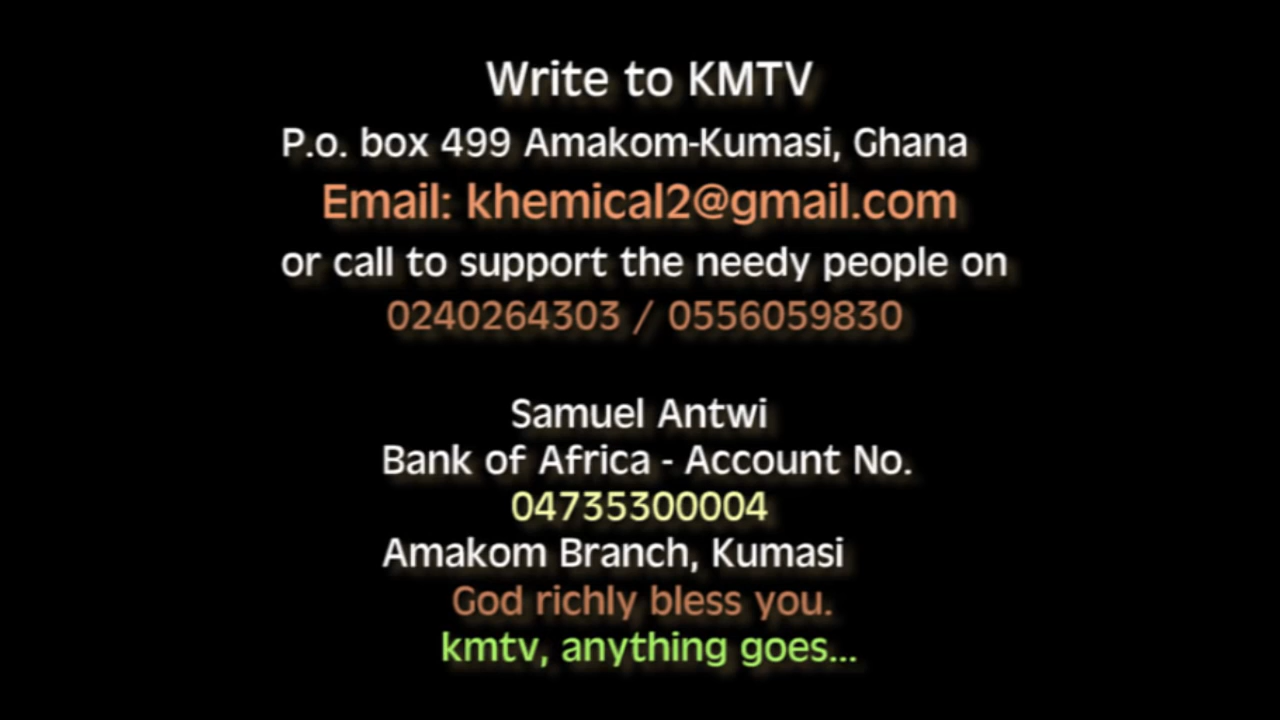 Write to KMTV
P.o. box 499 Amakom-Kumasi, Ghana
Email: khemical2@gmail.com
or call to support the needy people on
0240264303 / 0556059830
Samuel Antwi
Bank of Africa - Account No.
04735300004
Amakom Branch, Kumasi
God richly bless you.
kmtv, anything goes...